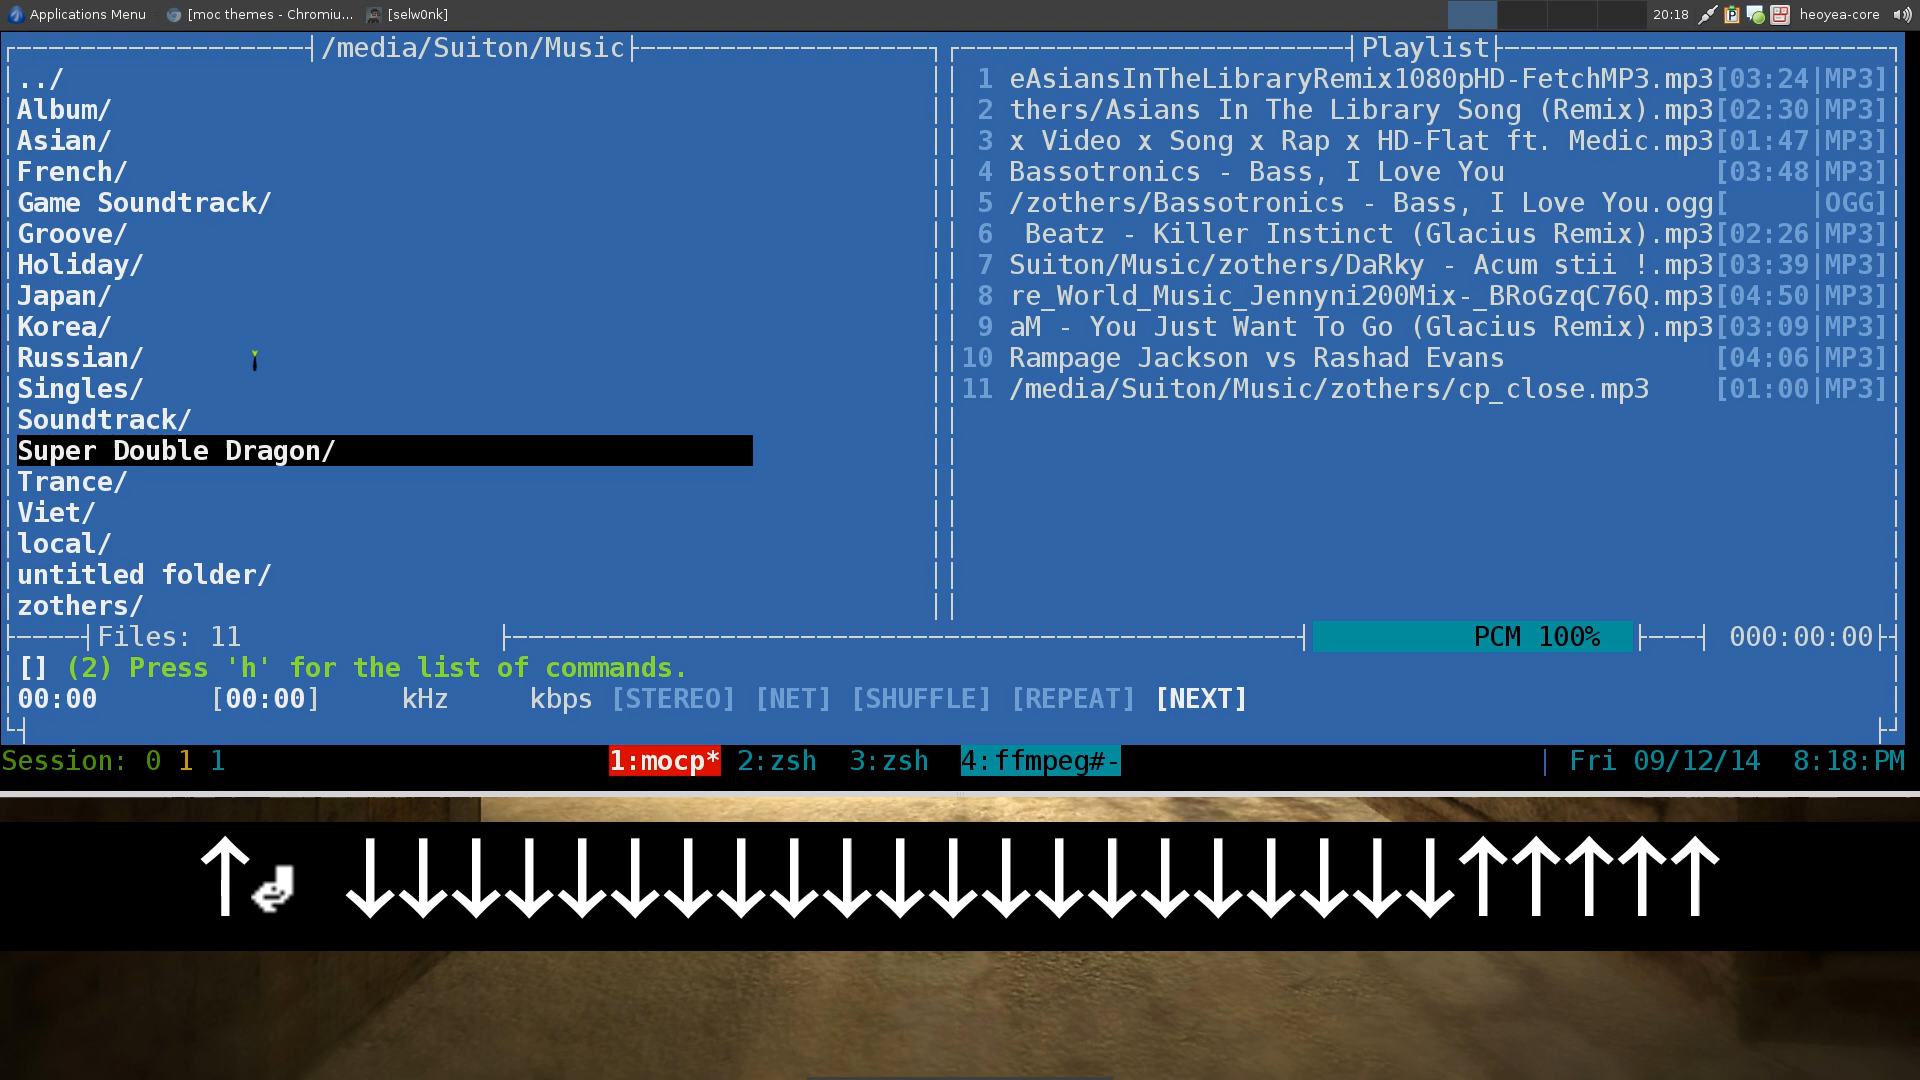 Applications Menu [moc themes - Chromiu... [selw0nk] 20:18 heoyea-core
/media/Suiton/Music
../
Album/
Asian/
French/
Game Soundtrack/
Groove/
Holiday/
Japan/
Korea/
Russian/
Singles/
Soundtrack/
Super Double Dragon/
Trance/
Viet/
local/
untitled folder/
zothers/
Playlist
1 eAsiansInTheLibraryRemix1080pHD-FetchMP3.mp3[03:24|MP3]
2 thers/Asians In The Library Song (Remix).mp3[02:30|MP3]
3 x Video x Song x Rap x HD-Flat ft. Medic.mp3[01:47|MP3]
4 Bassotronics - Bass, I Love You [03:48|MP3]
5 /zothers/Bassotronics - Bass, I Love You.ogg[ |OGG]
6 Beatz - Killer Instinct (Glacius Remix).mp3[02:26|MP3]
7 Suiton/Music/zothers/DaRky - Acum stii !.mp3[03:39|MP3]
8 re_World_Music_Jennyni200Mix-_BRoGzqC76Q.mp3[04:50|MP3]
9 aM - You Just Want To Go (Glacius Remix).mp3[03:09|MP3]
10 Rampage Jackson vs Rashad Evans [04:06|MP3]
11 /media/Suiton/Music/zothers/cp_close.mp3 [01:00|MP3]
Files: 11 PCM 100% 000:00:00
[] (2) Press 'h' for the list of commands.
00:00 [00:00] kHz kbps [STEREO] [NET] [SHUFFLE] [REPEAT] [NEXT]
Session: 0 1 1 1:mocp* 2:zsh 3:zsh 4:ffmpeg#- | Fri 09/12/14 8:18:PM
↑⏎ ↓↓↓↓↓↓↓↓↓↓↓↓↓↓↓↓↓↓↓↓↓↑↑↑↑↑